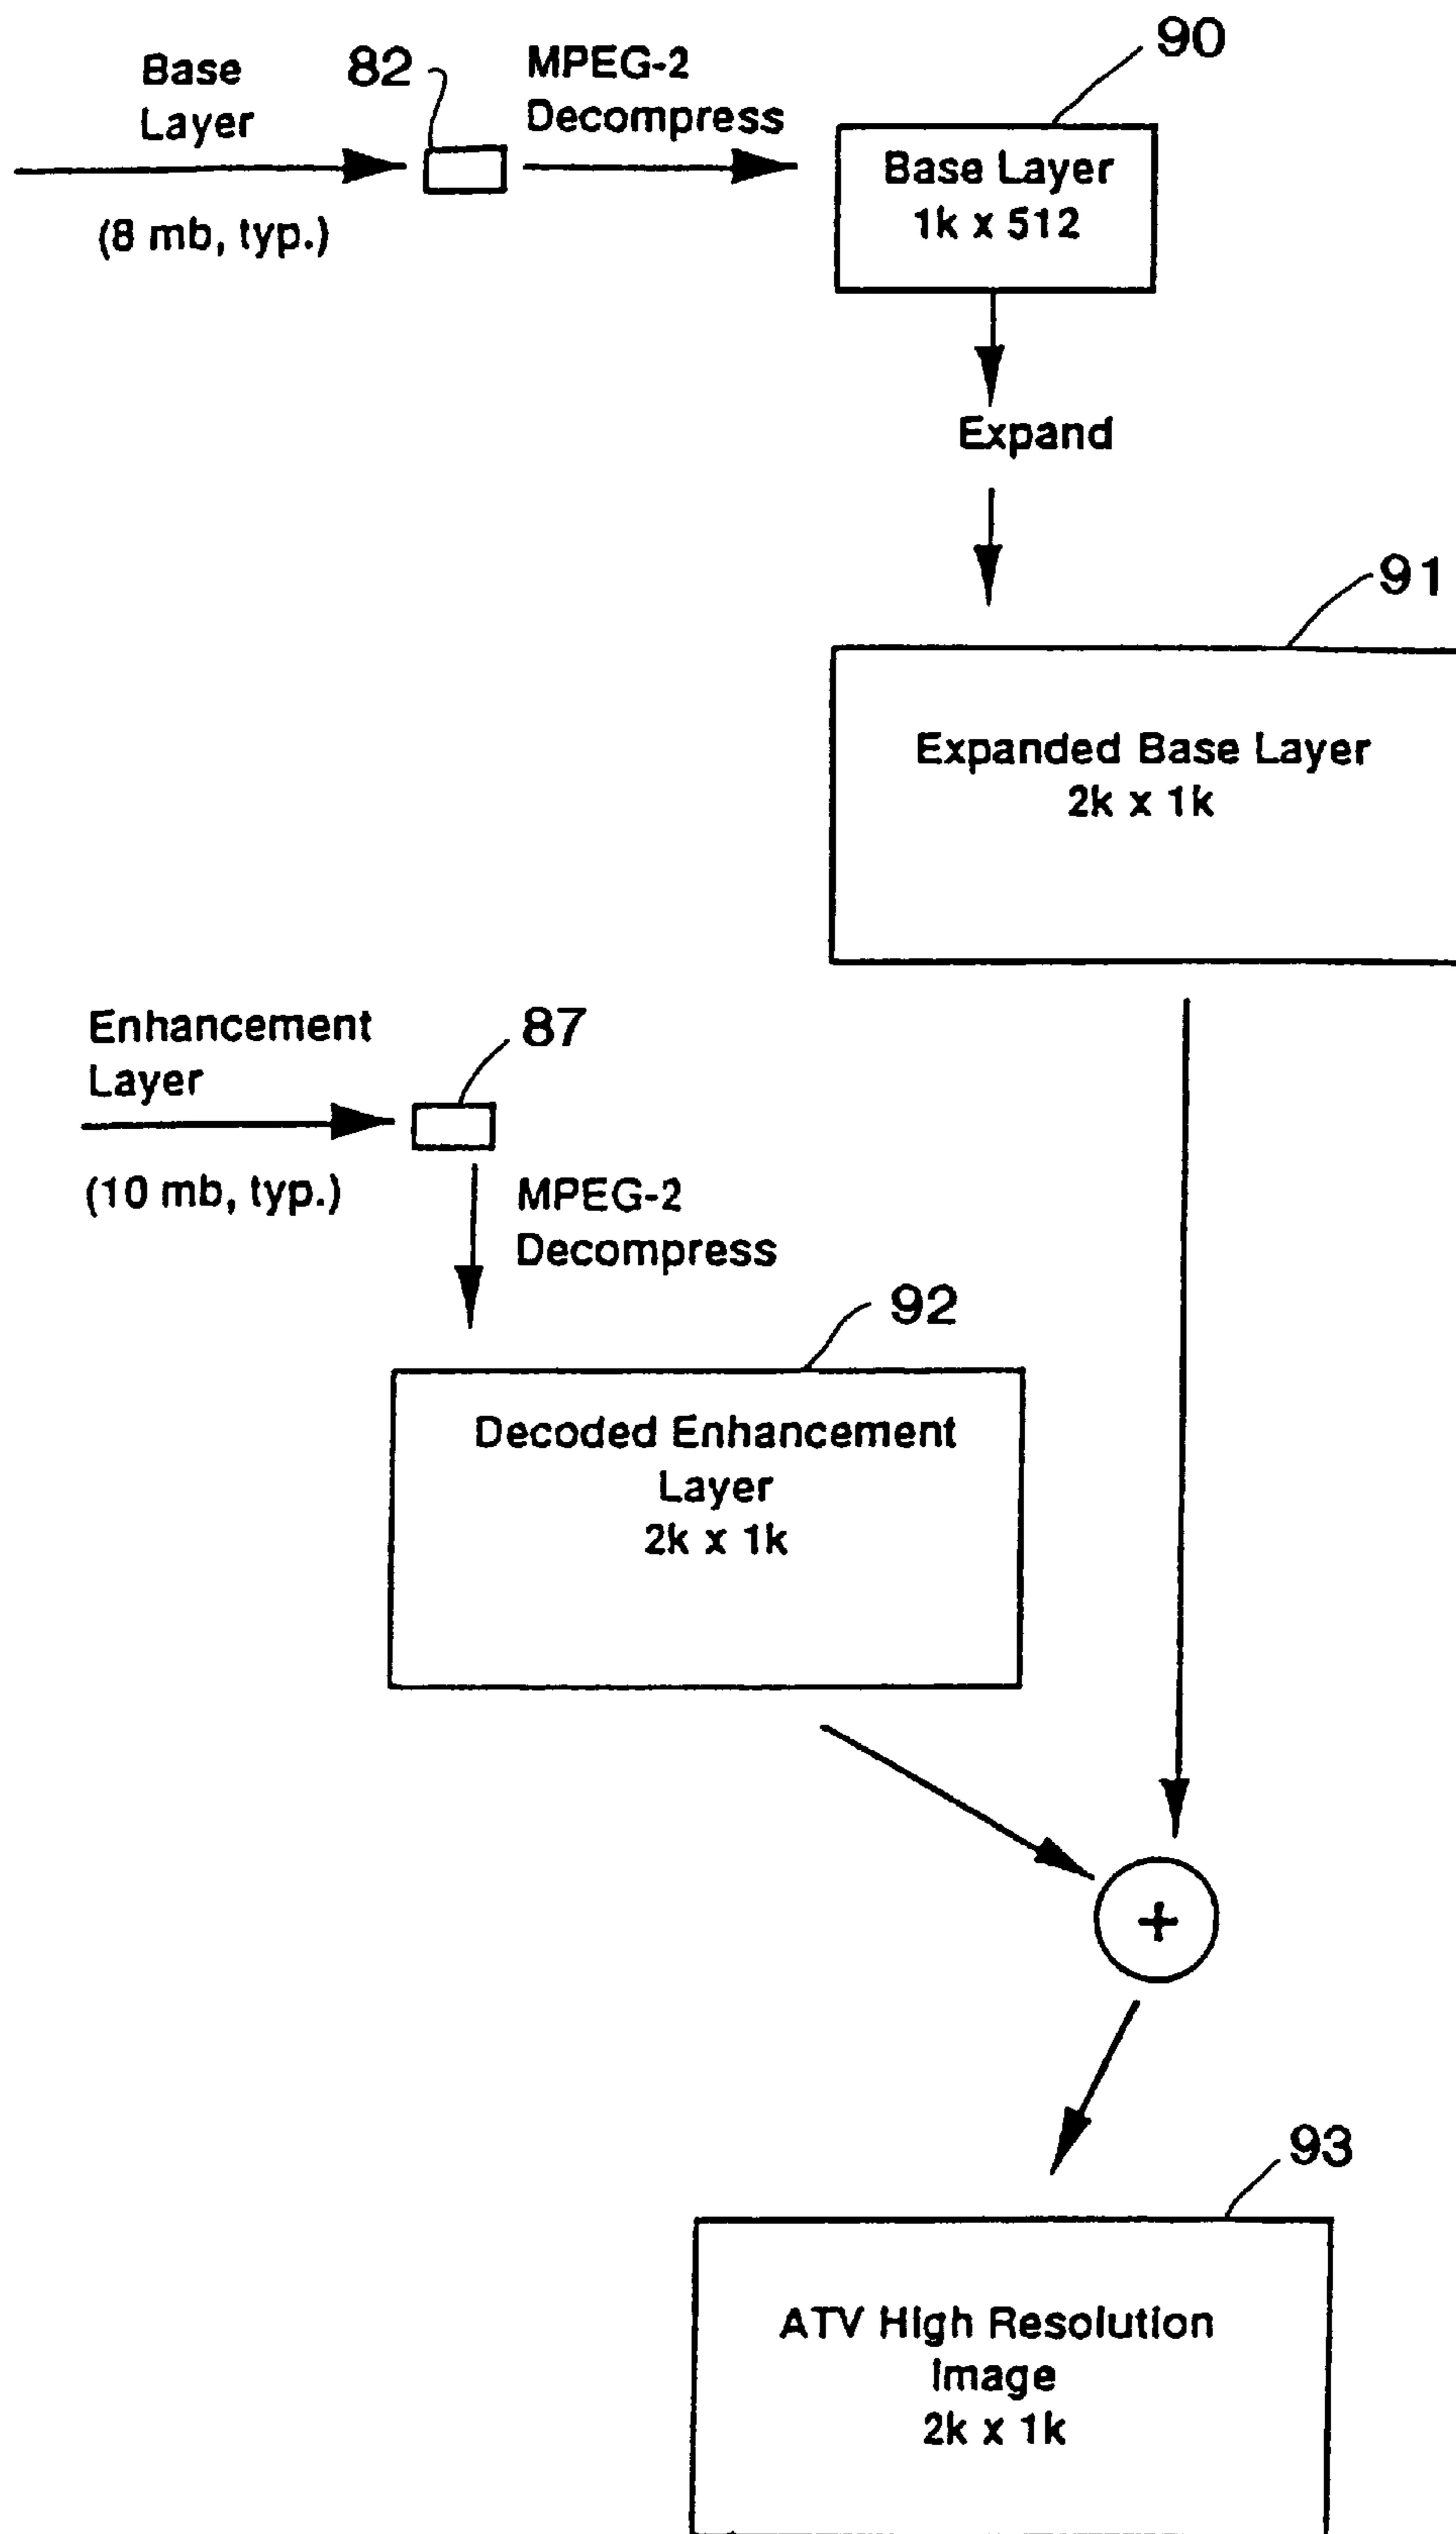 90
Base
Layer
82
MPEG-2
Decompress
(8 mb, typ.)
Base Layer
1k x 512
Expand
91
Expanded Base Layer
2k x 1k
Enhancement
Layer
87
(10 mb, typ.)
MPEG-2
Decompress
92
Decoded Enhancement
Layer
2k x 1k
+
93
ATV High Resolution
Image
2k x 1k